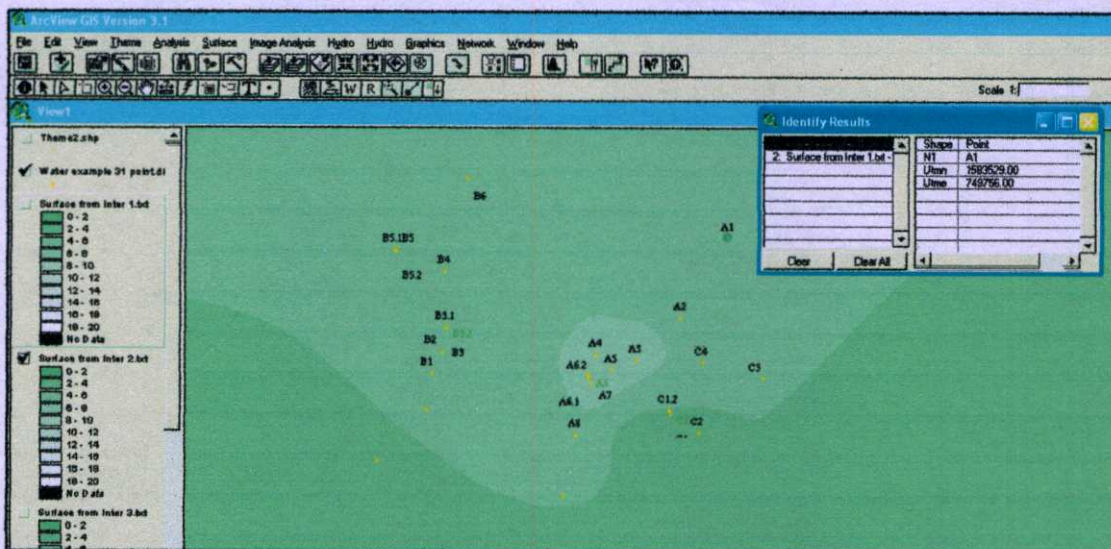 ArcView GIS Version 3.1
File Edit View Theme Analysis Surface Image Analysis Hydro Hydro Graphics Network Window Help
W R
Scale 1:
View1
Theme2.shp
Water example 31 point.d
Surface from Inter 1.txt
0 - 2
2 - 4
4 - 6
6 - 8
8 - 10
10 - 12
12 - 14
14 - 16
16 - 18
18 - 20
No Data
Surface from Inter 2.txt
0 - 2
2 - 4
4 - 6
6 - 8
8 - 10
10 - 12
12 - 14
14 - 16
16 - 18
18 - 20
No Data
Surface from Inter 3.txt
0 - 2
2 - 4
Identify Results
2: Surface from Inter 1.txt -
Clear Clear All
Shape Point
N1 A1
Utmn 1583529.00
Utme 749756.00
B6
A1
B5.1 B5
B4
B5.2
A2
B3.1
B2
B3
B1
A4
A3
C4
A5
A6.2
C3
A7
A6.1
C1.2
A8
C2